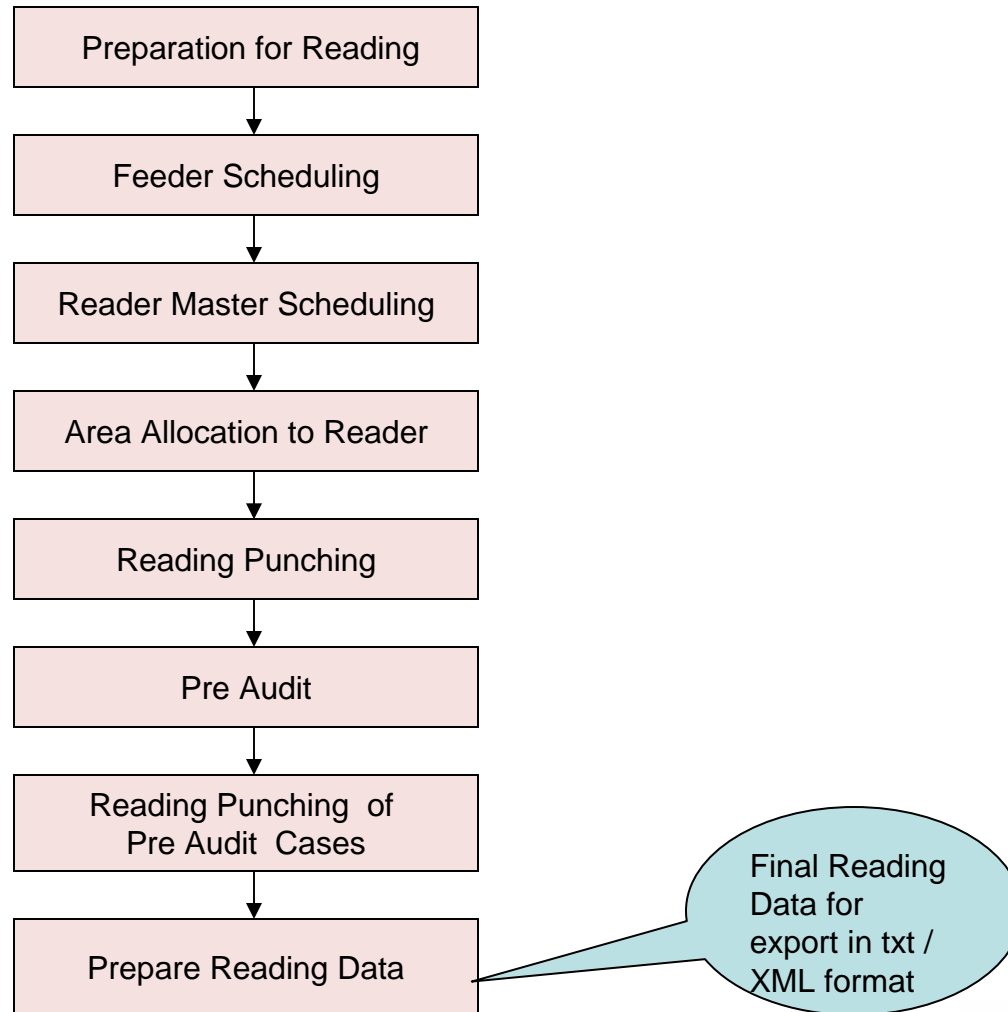 Preparation for Reading
Feeder Scheduling
Reader Master Scheduling
Area Allocation to Reader
Reading Punching
Pre Audit
Reading Punching of
Pre Audit Cases
Prepare Reading Data
Final Reading
Data for
export in txt /
XML format